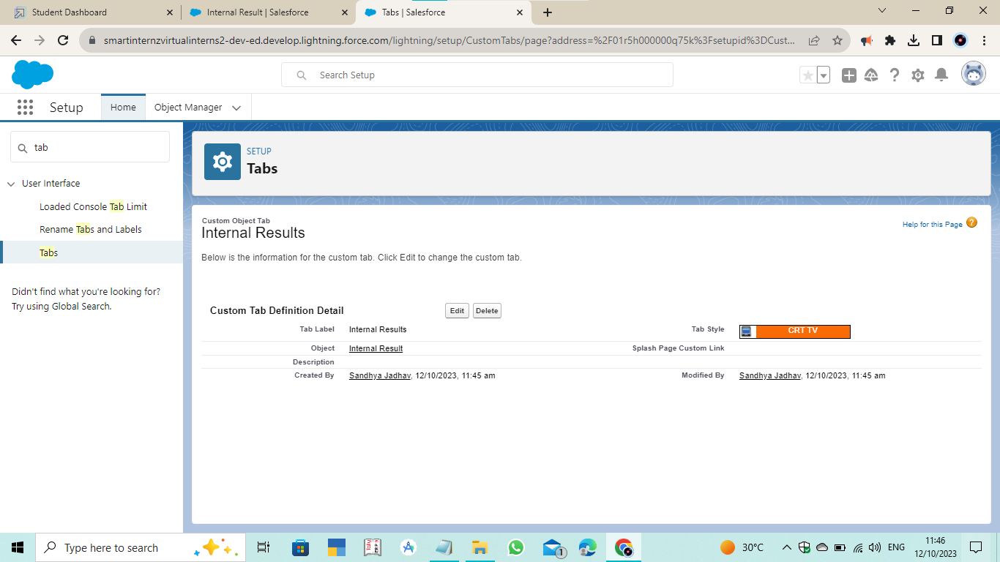 Student Dashboard
Internal Result | Salesforce
Tabs | Salesforce
smartinternzvirtualinterns2-dev-ed.develop.lightning.force.com/lightning/setup/CustomTabs/page?address=%2F01r5h000000q75k%3Fsetupid%3DCust...
Search Setup
Setup
Home
Object Manager
tab
User Interface
Loaded Console Tab Limit
Rename Tabs and Labels
Tabs
Didn't find what you're looking for?
Try using Global Search.
SETUP
Tabs
Custom Object Tab
Internal Results
Help for this Page
Below is the information for the custom tab. Click Edit to change the custom tab.
Custom Tab Definition Detail
Edit
Delete
Tab Label Internal Results Tab Style CRT TV
Object Internal Result Splash Page Custom Link
Description
Created By Sandhya Jadhav, 12/10/2023, 11:45 am Modified By Sandhya Jadhav, 12/10/2023, 11:45 am
Type here to search
1
30°C
ENG
11:46
12/10/2023